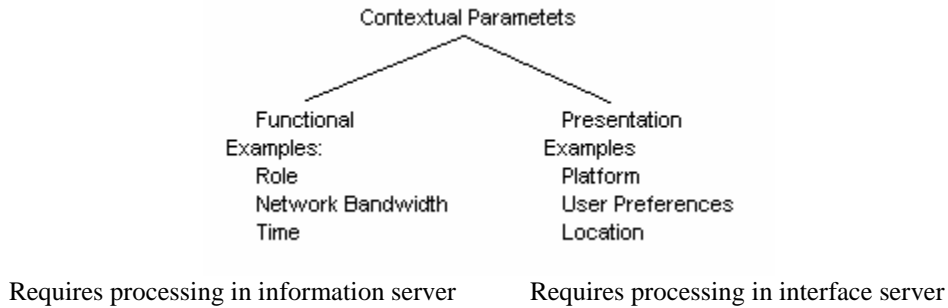 Contextual Parametets
Functional
Examples:
Role
Network Bandwidth
Time
Presentation
Examples
Platform
User Preferences
Location
Requires processing in information server
Requires processing in interface server